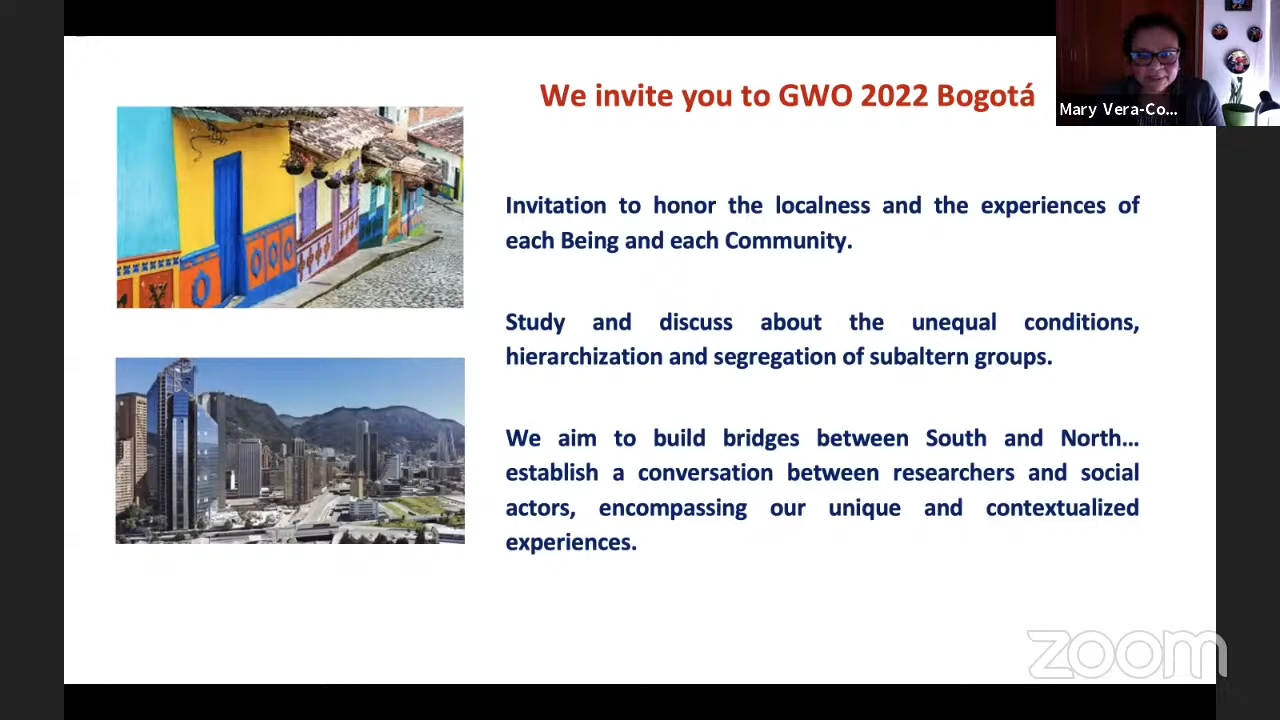 We invite you to GWO 2022 Bogotá
Mary Vera-Co...
Invitation to honor the localness and the experiences of
each Being and each Community.
Study and discuss about the unequal conditions,
hierarchization and segregation of subaltern groups.
We aim to build bridges between South and North…
establish a conversation between researchers and social
actors, encompassing our unique and contextualized
experiences.
zoom